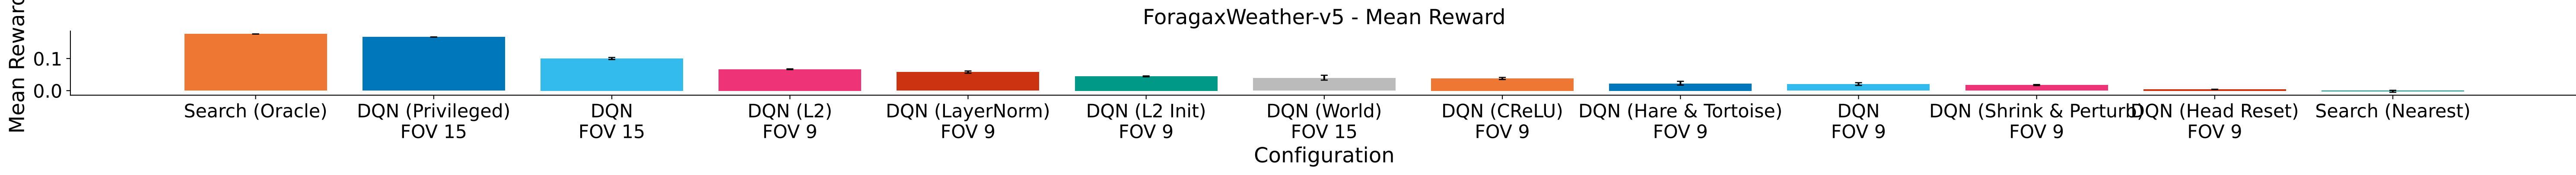 ForagaxWeather-v5 - Mean Reward
Mean Reward
0.1
0.0
Search (Oracle)
DQN (Privileged)
FOV 15
DQN
FOV 15
DQN (L2)
FOV 9
DQN (LayerNorm)
FOV 9
DQN (L2 Init)
FOV 9
DQN (World)
FOV 15
DQN (CReLU)
FOV 9
DQN (Hare & Tortoise)
FOV 9
DQN
FOV 9
DQN (Shrink & Perturb)
FOV 9
DQN (Head Reset)
FOV 9
Search (Nearest)
Configuration